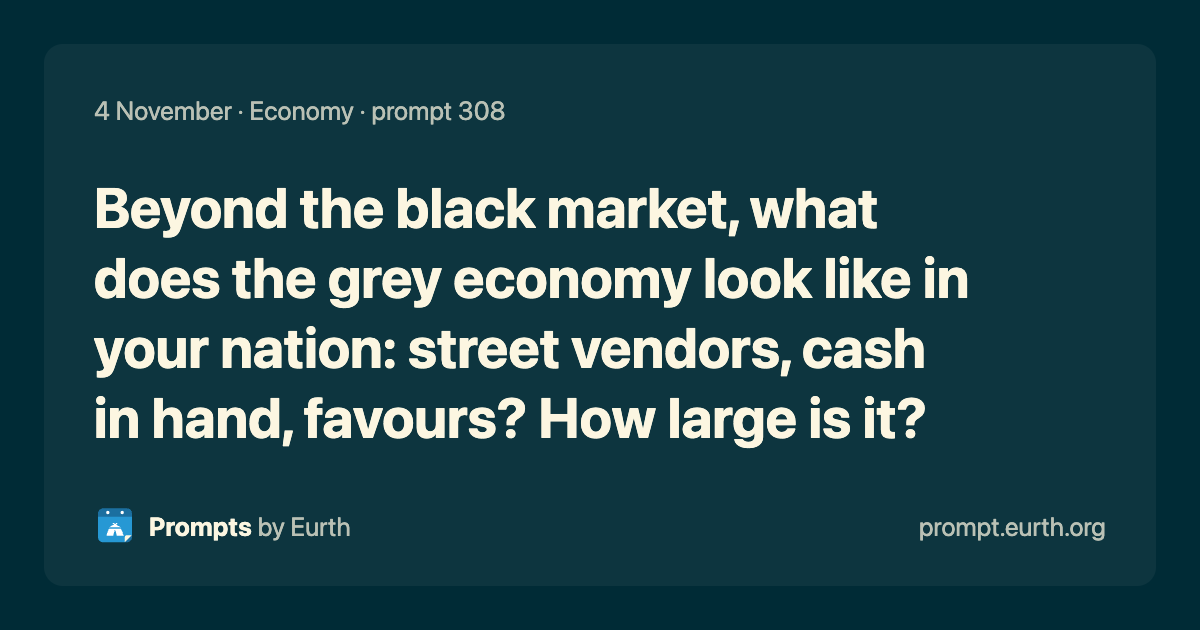 4 November · Economy · prompt 308
Beyond the black market, what
does the grey economy look like in
your nation: street vendors, cash
in hand, favours? How large is it?
Prompts by Eurth
prompt.eurth.org